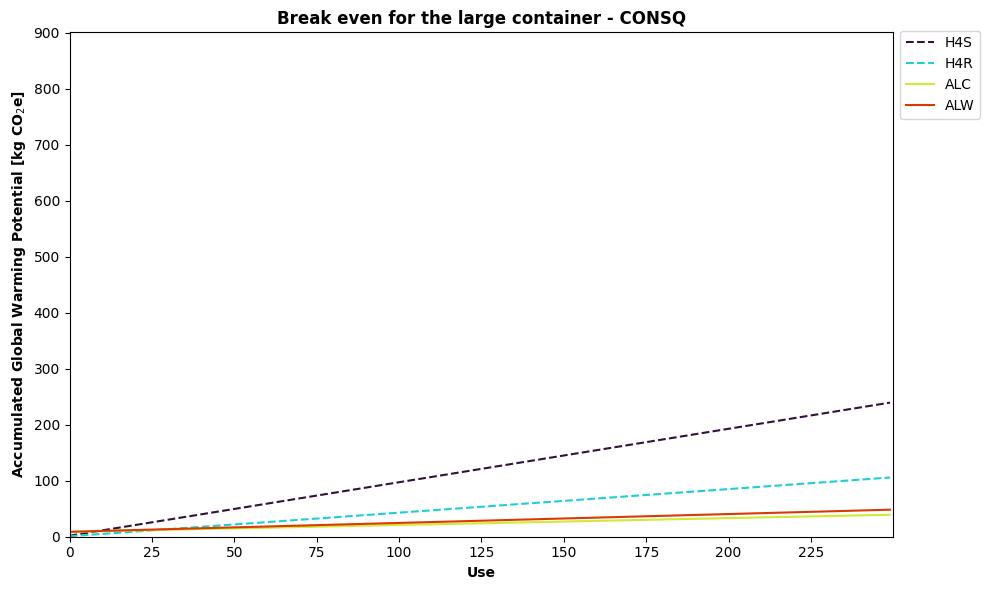 Break even for the large container - CONSQ
H4S
H4R
ALC
ALW
Accumulated Global Warming Potential [kg CO₂e]
900
800
700
600
500
400
300
200
100
0
0 25 50 75 100 125 150 175 200 225
Use